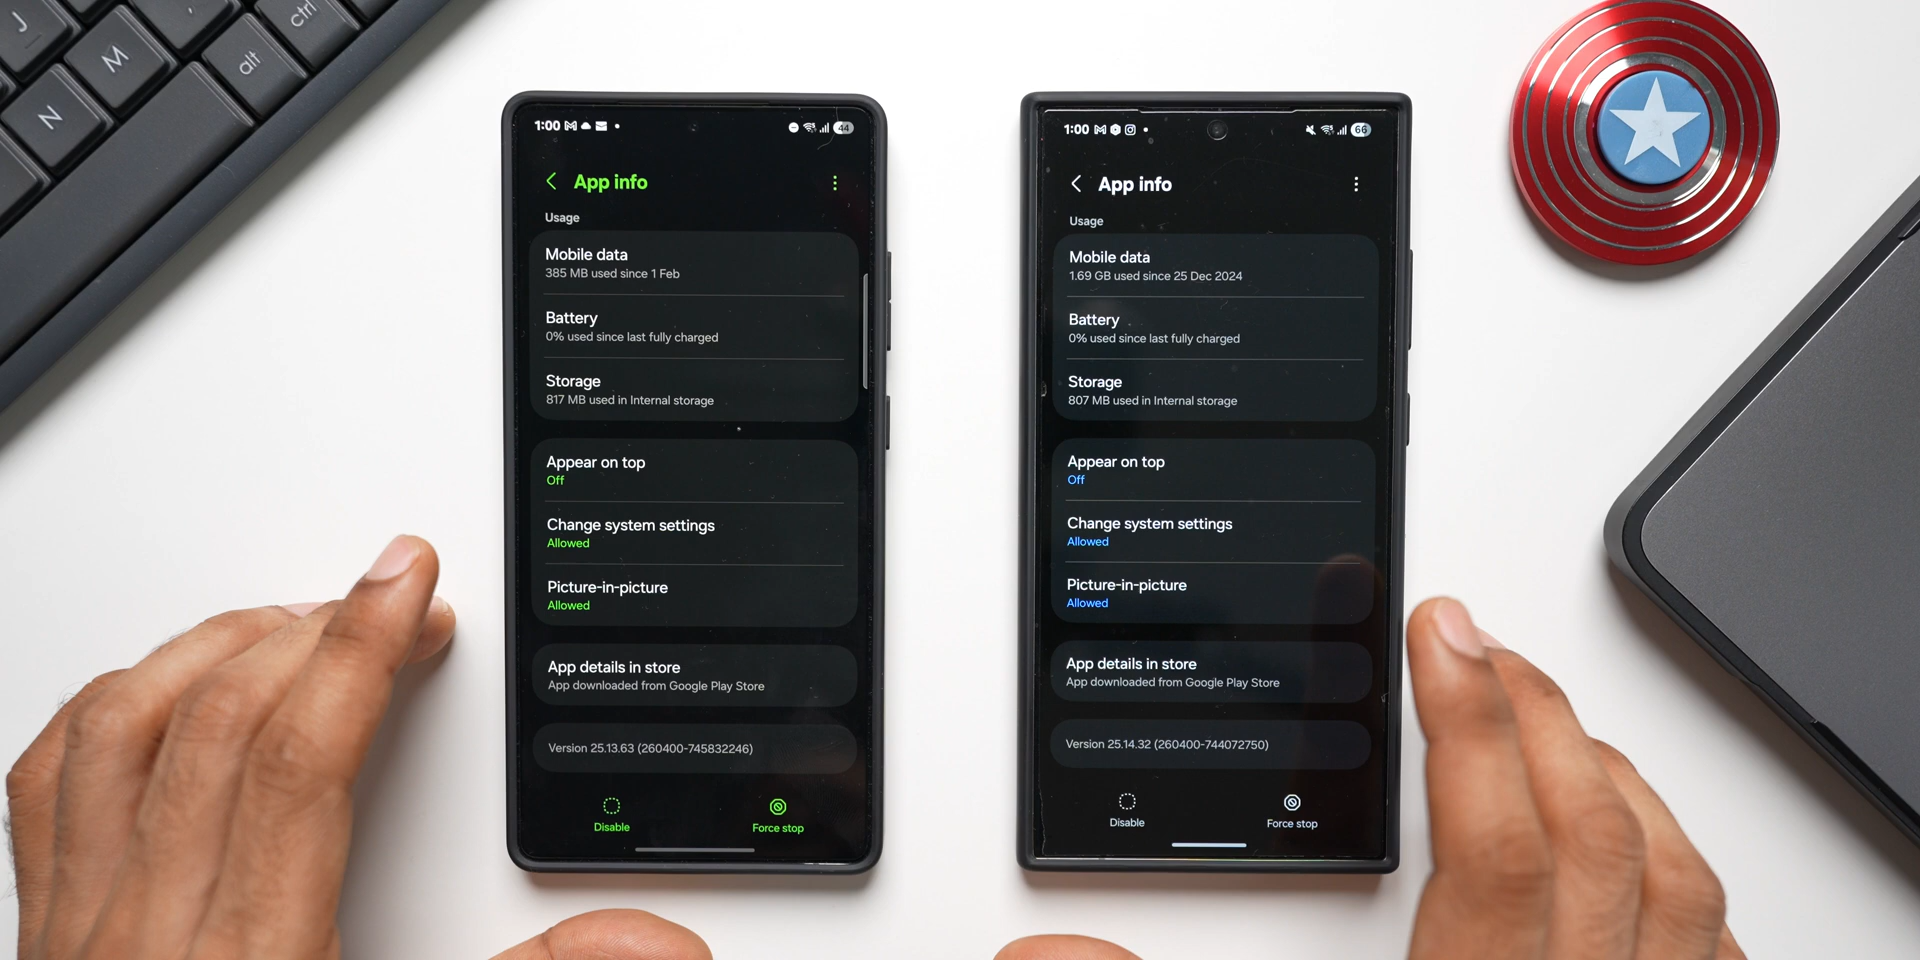 J
M
N
alt
ctrl
1:00
44
App info
Usage
Mobile data
385 MB used since 1 Feb
Battery
0% used since last fully charged
Storage
817 MB used in Internal storage
Appear on top
Off
Change system settings
Allowed
Picture-in-picture
Allowed
App details in store
App downloaded from Google Play Store
Version 25.13.63 (260400-745832246)
Disable
Force stop
1:00
66
App info
Usage
Mobile data
1.69 GB used since 25 Dec 2024
Battery
0% used since last fully charged
Storage
807 MB used in Internal storage
Appear on top
Off
Change system settings
Allowed
Picture-in-picture
Allowed
App details in store
App downloaded from Google Play Store
Version 25.14.32 (260400-744072750)
Disable
Force stop